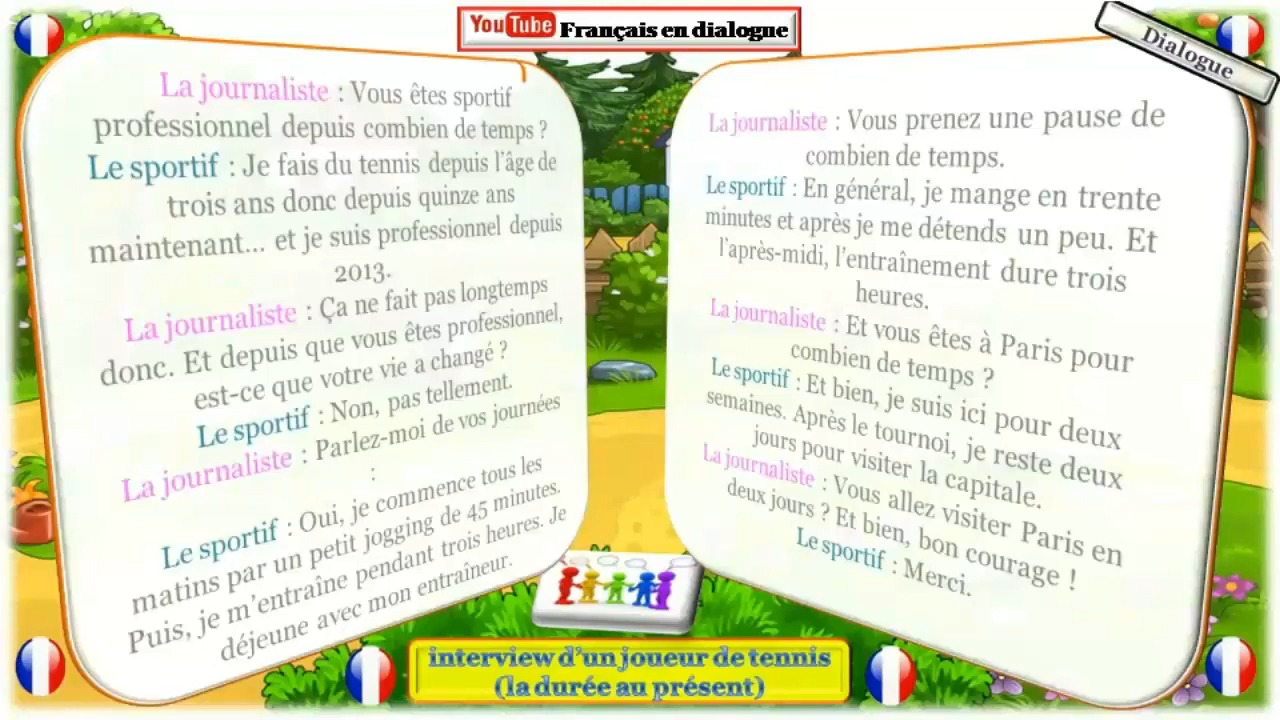 YouTube Français en dialogue
Dialogue
La journaliste : Vous êtes sportif
professionnel depuis combien de temps ?
Le sportif : Je fais du tennis depuis l'âge de
trois ans donc depuis quinze ans
maintenant... et je suis professionnel depuis
2013.
La journaliste : Ça ne fait pas longtemps
donc. Et depuis que vous êtes professionnel,
est-ce que votre vie a changé ?
Le sportif : Non, pas tellement.
La journaliste : Parlez-moi de vos journées
:
Le sportif : Oui, je commence tous les
matins par un petit jogging de 45 minutes.
Puis, je m'entraîne pendant trois heures. Je
déjeune avec mon entraîneur.
La journaliste : Vous prenez une pause de
combien de temps.
Le sportif : En général, je mange en trente
minutes et après je me détends un peu. Et
l'après-midi, l'entraînement dure trois
heures.
La journaliste : Et vous êtes à Paris pour
combien de temps ?
Le sportif : Et bien, je suis ici pour deux
semaines. Après le tournoi, je reste deux
jours pour visiter la capitale.
La journaliste : Vous allez visiter Paris en
deux jours ? Et bien, bon courage !
Le sportif : Merci.
interview d'un joueur de tennis
(la durée au présent)